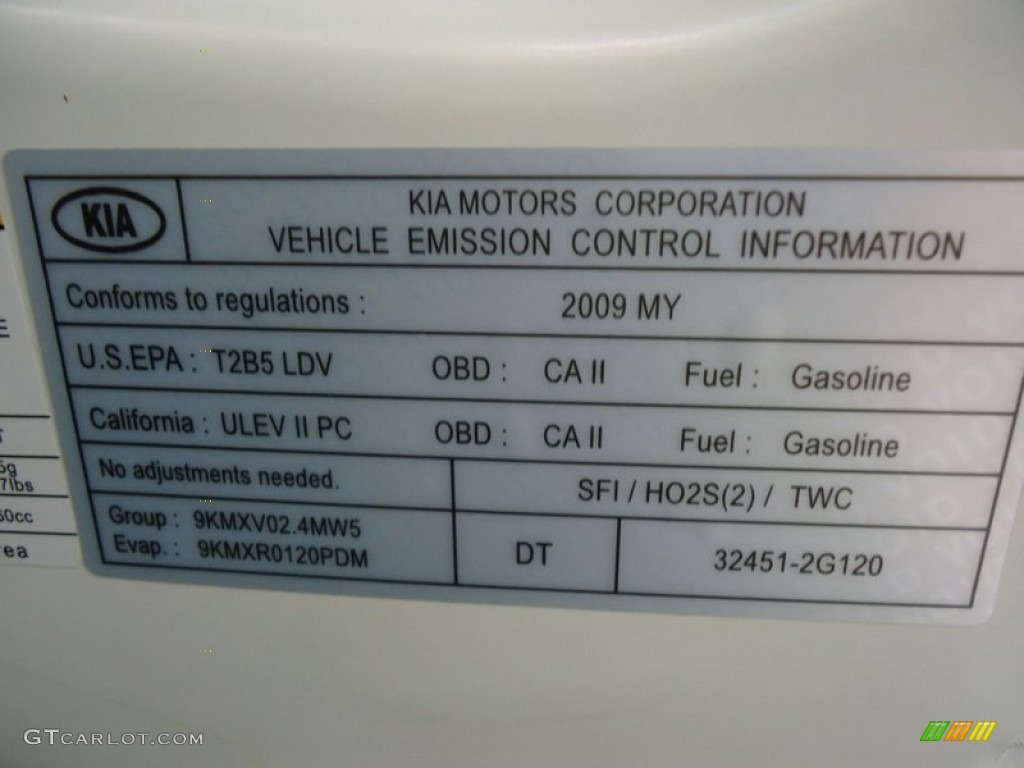 KIA
KIA MOTORS CORPORATION
VEHICLE EMISSION CONTROL INFORMATION
Conforms to regulations : 2009 MY
U.S.EPA : T2B5 LDV OBD : CA II Fuel : Gasoline
California : ULEV II PC OBD : CA II Fuel : Gasoline
No adjustments needed. SFI / HO2S(2) / TWC
Group : 9KMXV02.4MW5
Evap. : 9KMXR0120PDM
DT 32451-2G120
E
T
7lbs
GTCARLOT.COM